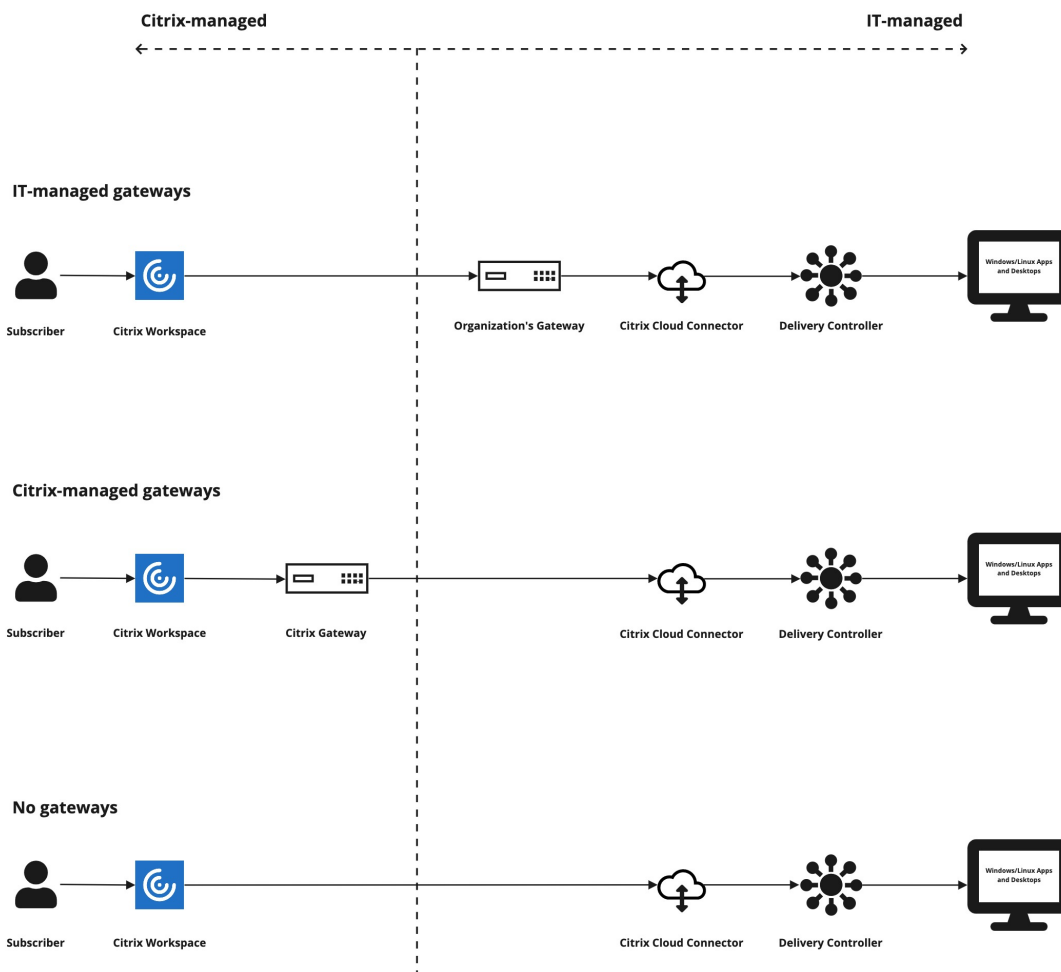 Citrix-managed
IT-managed
IT-managed gateways
Windows/Linux Apps
and Desktops
Subscriber
Citrix Workspace
Organization's Gateway
Citrix Cloud Connector
Delivery Controller
Citrix-managed gateways
Windows/Linux Apps
and Desktops
Subscriber
Citrix Workspace
Citrix Gateway
Citrix Cloud Connector
Delivery Controller
No gateways
Windows/Linux Apps
and Desktops
Subscriber
Citrix Workspace
Citrix Cloud Connector
Delivery Controller